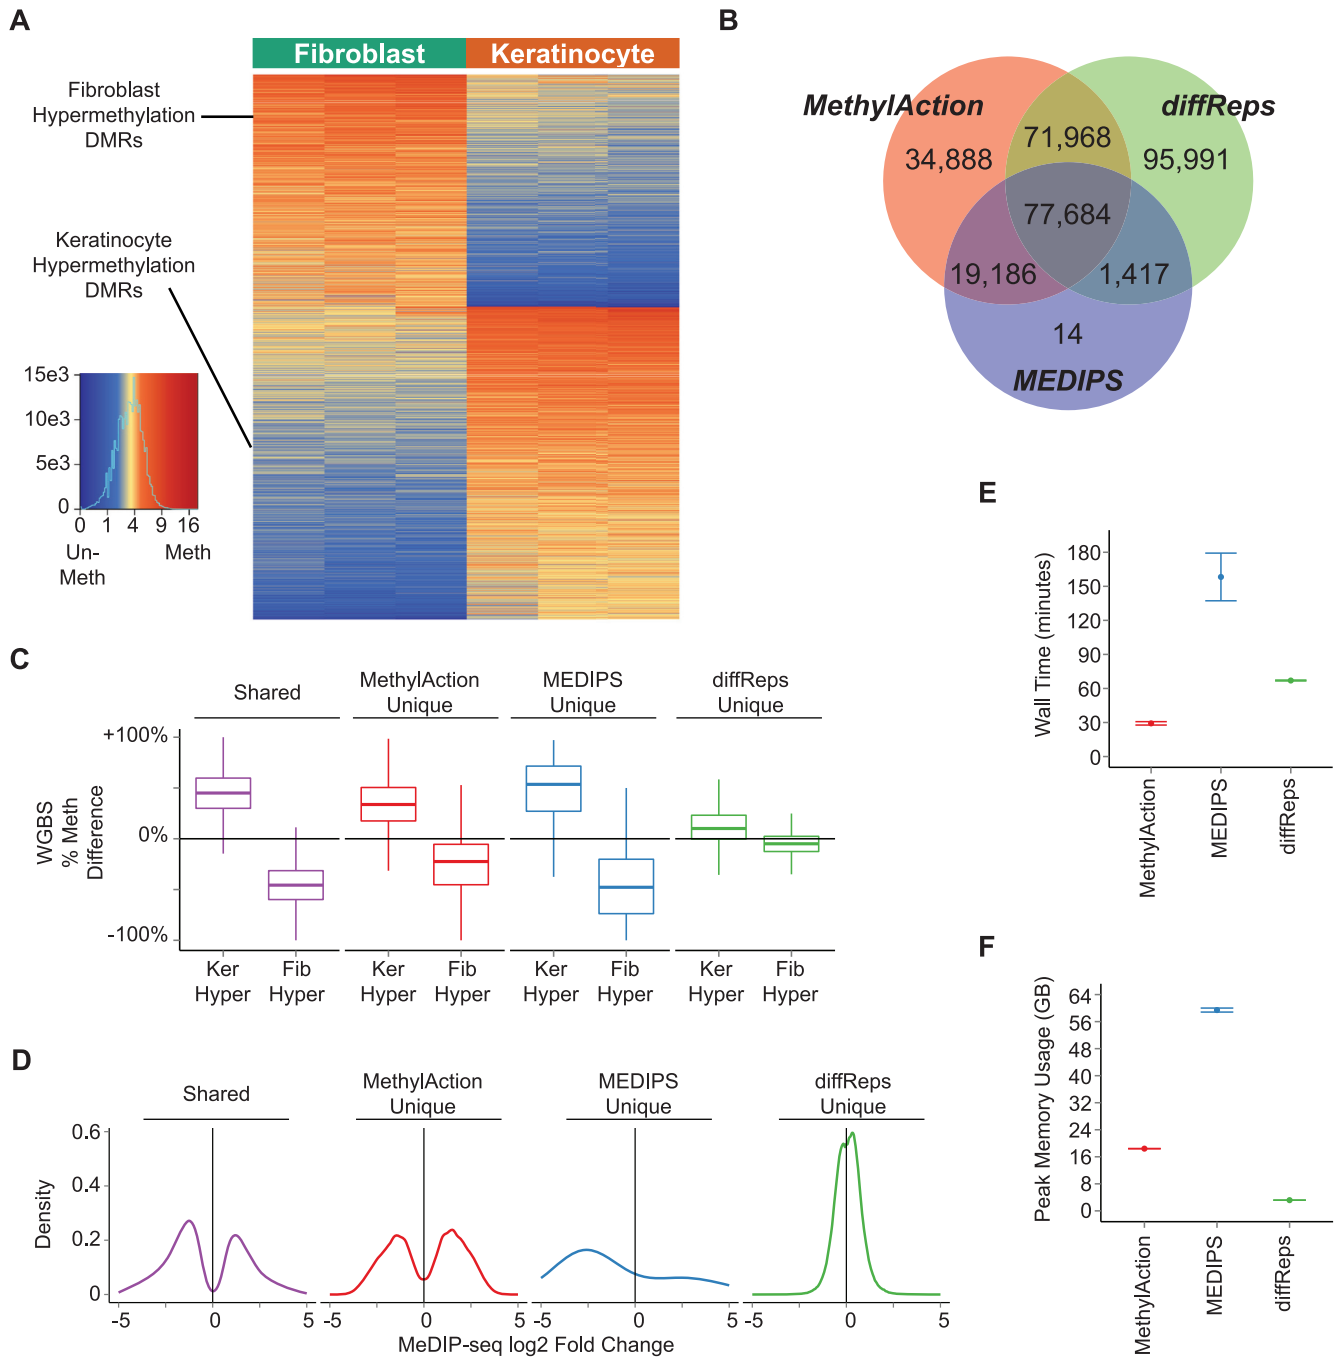 A
Fibroblast
Keratinocyte
Fibroblast
Hypermethylation
DMRs
Keratinocyte
Hypermethylation
DMRs
15e3
10e3
5e3
0
0 1 4 9 16
Un-
Meth
Meth
B
MethylAction
diffReps
34,888
71,968
95,991
77,684
19,186
1,417
14
MEDIPS
C
Shared
MethylAction
Unique
MEDIPS
Unique
diffReps
Unique
WGBS
% Meth
Difference
+100%
0%
-100%
Ker
Hyper
Fib
Hyper
Ker
Hyper
Fib
Hyper
Ker
Hyper
Fib
Hyper
Ker
Hyper
Fib
Hyper
D
Shared
MethylAction
Unique
MEDIPS
Unique
diffReps
Unique
Density
0.6
0.4
0.2
0
-5 0 5
-5 0 5
-5 0 5
-5 0 5
MeDIP-seq log2 Fold Change
E
Wall Time (minutes)
180
150
120
90
60
30
0
MethylAction
MEDIPS
diffReps
F
Peak Memory Usage (GB)
64
56
48
40
32
24
16
8
0
MethylAction
MEDIPS
diffReps